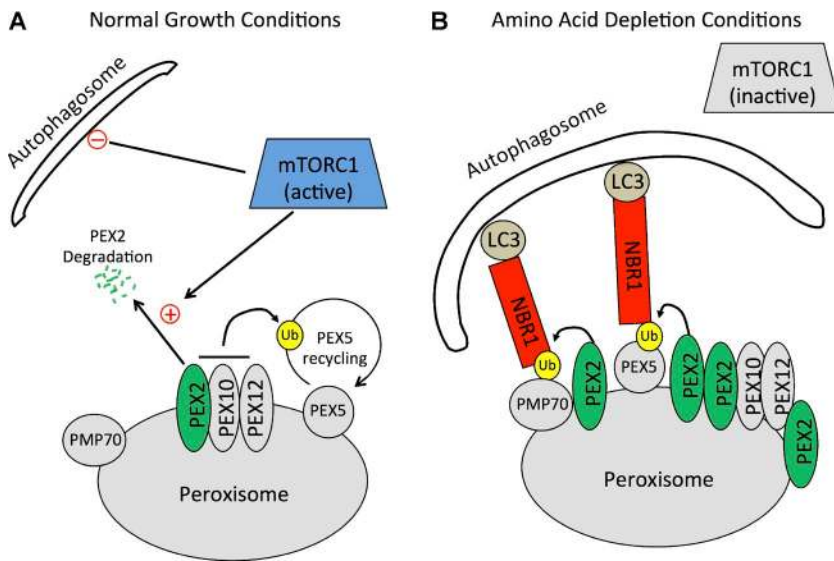 A
Normal Growth Conditions
Autophagosome
−
mTORC1
(active)
PEX2
Degradation
+
Ub
PEX5
recycling
PEX2
PEX10
PEX12
PEX5
PMP70
Peroxisome
B
Amino Acid Depletion Conditions
mTORC1
(inactive)
Autophagosome
LC3
LC3
NBR1
NBR1
Ub
Ub
PMP70
PEX2
PEX5
PEX2
PEX2
PEX10
PEX12
PEX2
Peroxisome